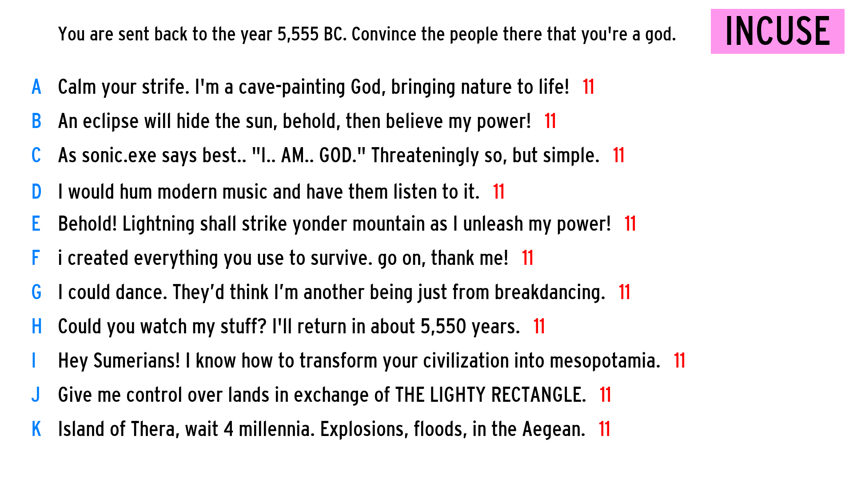 You are sent back to the year 5,555 BC. Convince the people there that you're a god.
INCUSE
A Calm your strife. I'm a cave-painting God, bringing nature to life! 11
B An eclipse will hide the sun, behold, then believe my power! 11
C As sonic.exe says best.. "I.. AM.. GOD." Threateningly so, but simple. 11
D I would hum modern music and have them listen to it. 11
E Behold! Lightning shall strike yonder mountain as I unleash my power! 11
F i created everything you use to survive. go on, thank me! 11
G I could dance. They’d think I’m another being just from breakdancing. 11
H Could you watch my stuff? I'll return in about 5,550 years. 11
I Hey Sumerians! I know how to transform your civilization into mesopotamia. 11
J Give me control over lands in exchange of THE LIGHTY RECTANGLE. 11
K Island of Thera, wait 4 millennia. Explosions, floods, in the Aegean. 11